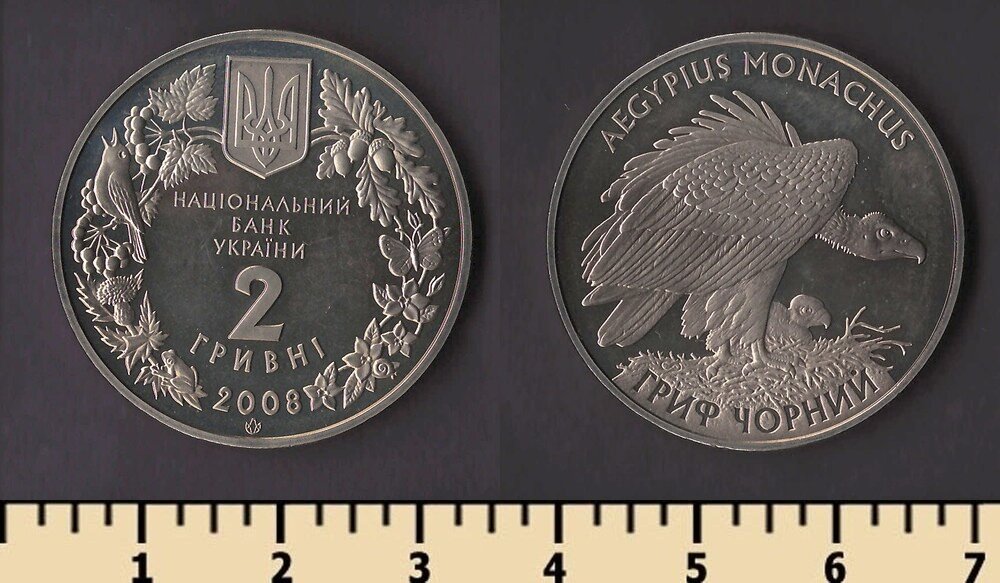 НАЦІОНАЛЬНИЙ
БАНК
УКРАЇНИ
2
ГРИВНІ
2008
AEGYPIUS MONACHUS
ГРИФ ЧОРНИЙ
1 2 3 4 5 6 7